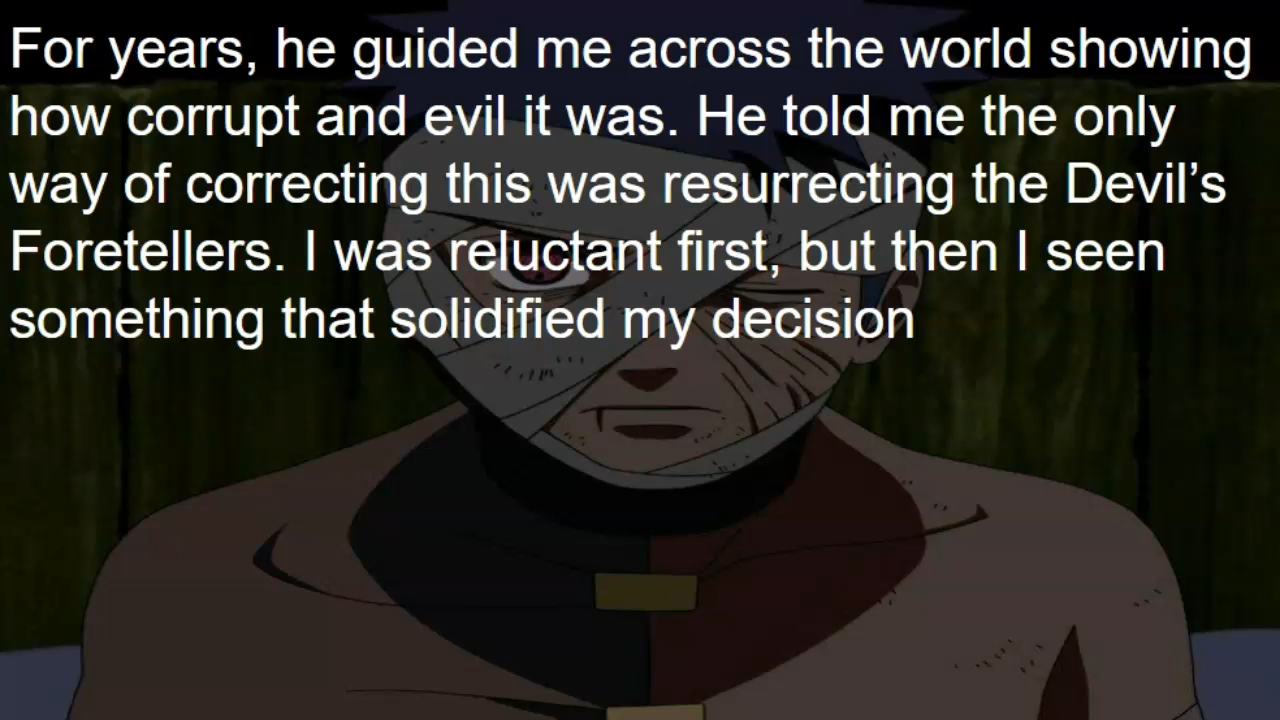 For years, he guided me across the world showing
how corrupt and evil it was. He told me the only
way of correcting this was resurrecting the Devil’s
Foretellers. I was reluctant first, but then I seen
something that solidified my decision